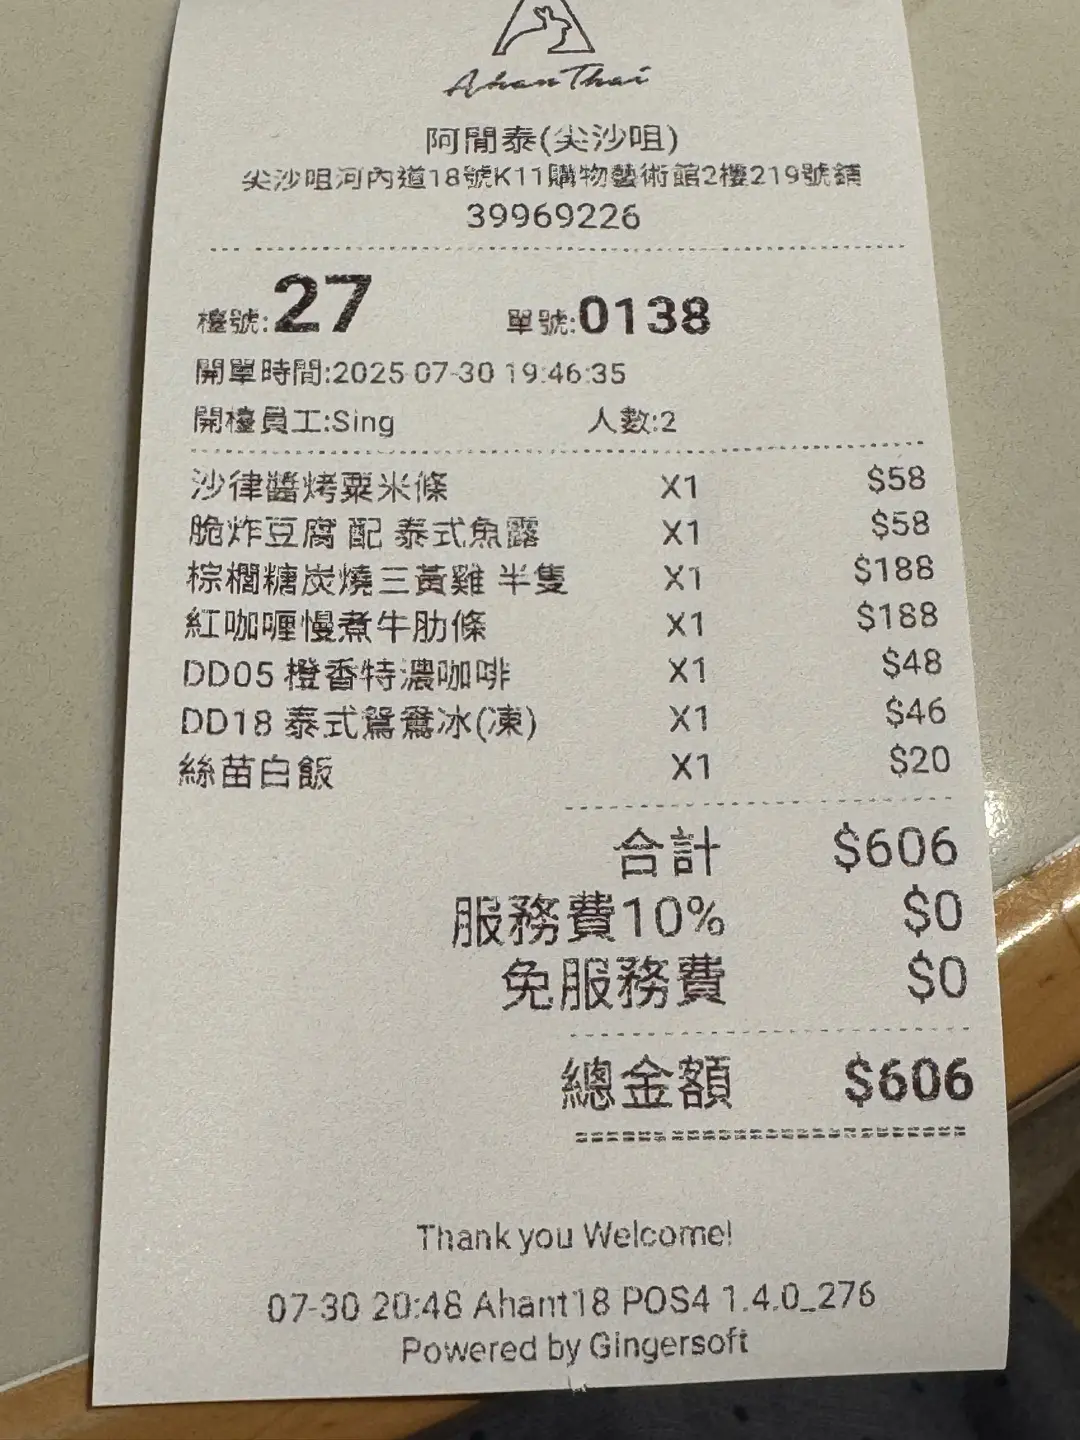 Ahan Thai
阿閒泰(尖沙咀)
尖沙咀河內道18號K11購物藝術館2樓219號鋪
39969226
檯號:27 單號:0138
開單時間:2025-07-30 19:46:35
開檯員工:Sing 人數:2
沙律醬烤粟米條 X1 $58
脆炸豆腐 配 泰式魚露 X1 $58
棕櫚糖炭燒三黃雞 半隻 X1 $188
紅咖喱慢煮牛肋條 X1 $188
DD05 橙香特濃咖啡 X1 $48
DD18 泰式鴛鴦冰(凍) X1 $46
絲苗白飯 X1 $20
合計 $606
服務費10% $0
免服務費 $0
總金額 $606
Thank you Welcome!
07-30 20:48 Ahant18 POS4 1.4.0_276
Powered by Gingersoft